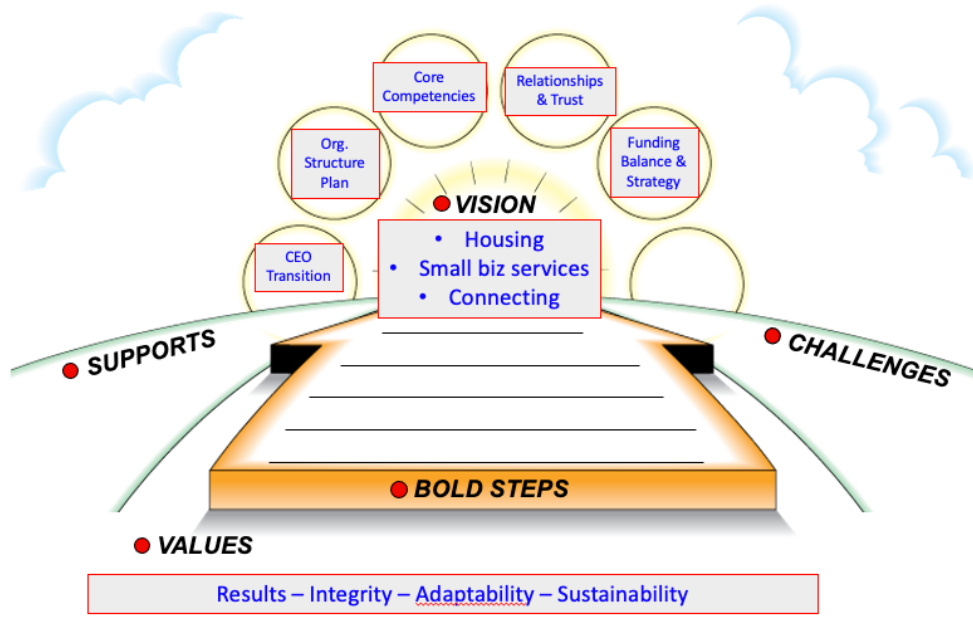 Core
Competencies
Relationships
& Trust
Org.
Structure
Plan
Funding
Balance &
Strategy
CEO
Transition
VISION
• Housing
• Small biz services
• Connecting
SUPPORTS
CHALLENGES
BOLD STEPS
VALUES
Results – Integrity – Adaptability – Sustainability